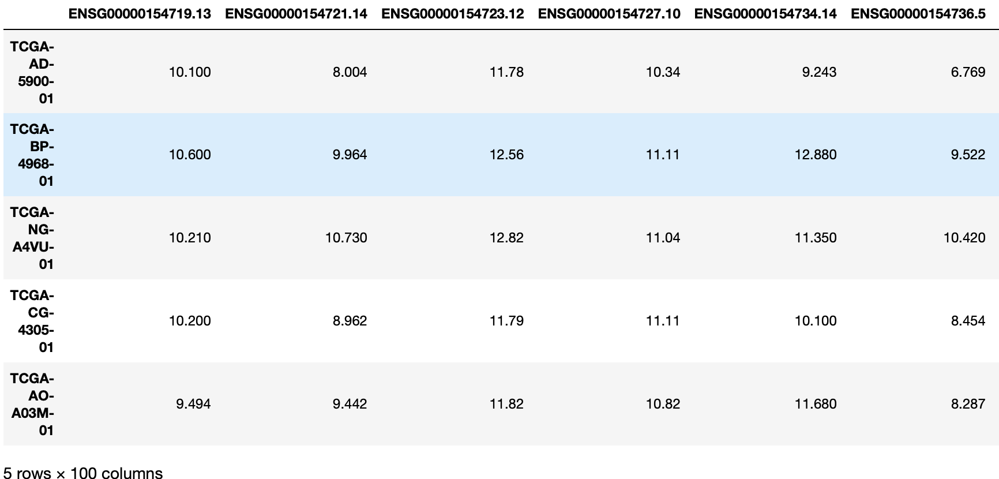 ENSG00000154719.13 ENSG00000154721.14 ENSG00000154723.12 ENSG00000154727.10 ENSG00000154734.14 ENSG00000154736.5
TCGA-
AD-
5900-
01
10.100 8.004 11.78 10.34 9.243 6.769
TCGA-
BP-
4968-
01
10.600 9.964 12.56 11.11 12.880 9.522
TCGA-
NG-
A4VU-
01
10.210 10.730 12.82 11.04 11.350 10.420
TCGA-
CG-
4305-
01
10.200 8.962 11.79 11.11 10.100 8.454
TCGA-
AO-
A03M-
01
9.494 9.442 11.82 10.82 11.680 8.287
5 rows × 100 columns